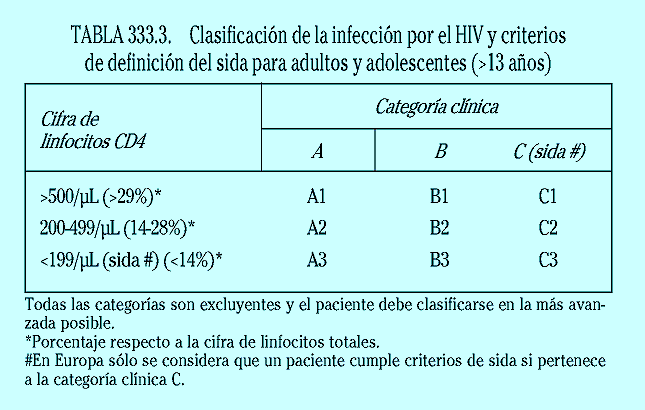 TABLA 333.3. Clasificación de la infección por el HIV y criterios
de definición del sida para adultos y adolescentes (>13 años)
Cifra de
linfocitos CD4
Categoría clínica
A B C (sida #)
>500/µL (>29%)* A1 B1 C1
200-499/µL (14-28%)* A2 B2 C2
<199/µL (sida #) (<14%)* A3 B3 C3
Todas las categorías son excluyentes y el paciente debe clasificarse en la más avan-
zada posible.
*Porcentaje respecto a la cifra de linfocitos totales.
#En Europa sólo se considera que un paciente cumple criterios de sida si pertenece
a la categoría clínica C.